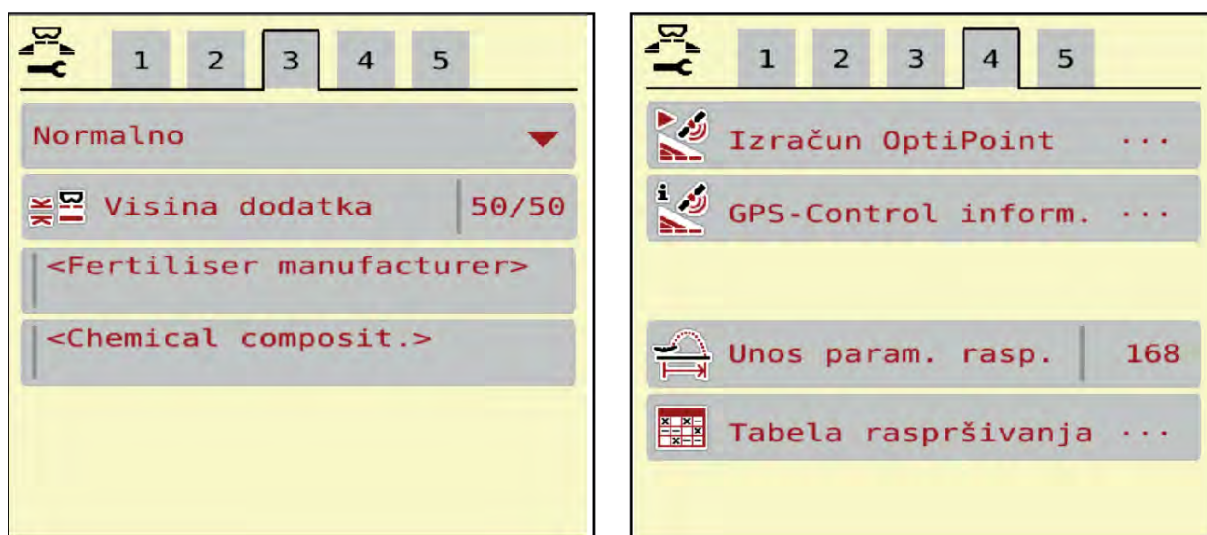 1 2 3 4 5
Normalno
Visina dodatka 50/50
<Fertiliser manufacturer>
<Chemical composit.>
1 2 3 4 5
Izračun OptiPoint ...
GPS-Control inform. ...
Unos param. rasp. 168
Tabela raspršivanja ...